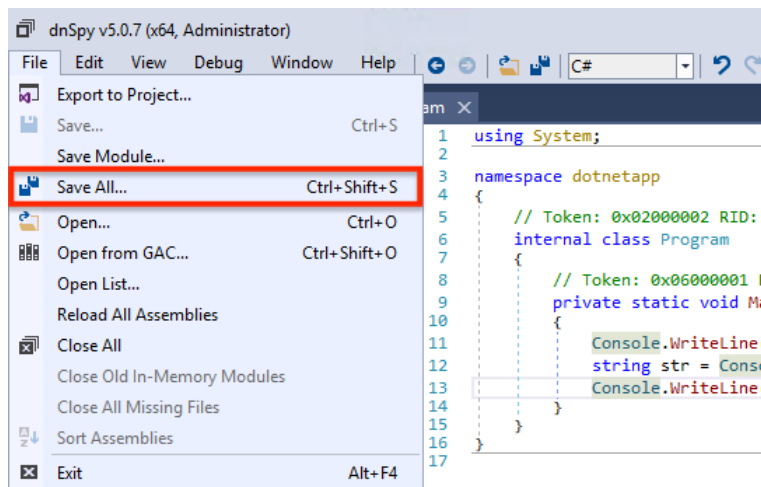 dnSpy v5.0.7 (x64, Administrator)
File Edit View Debug Window Help C#
Export to Project...
Save... Ctrl+S
Save Module...
Save All... Ctrl+Shift+S
Open... Ctrl+O
Open from GAC... Ctrl+Shift+O
Open List...
Reload All Assemblies
Close All
Close Old In-Memory Modules
Close All Missing Files
Sort Assemblies
Exit Alt+F4
am
1 using System;
2
3 namespace dotnetapp
4 {
5 // Token: 0x02000002 RID:
6 internal class Program
7 {
8 // Token: 0x06000001
9 private static void Ma
10 {
11 Console.WriteLine
12 string str = Conso
13 Console.WriteLine
14 }
15 }
16 }
17